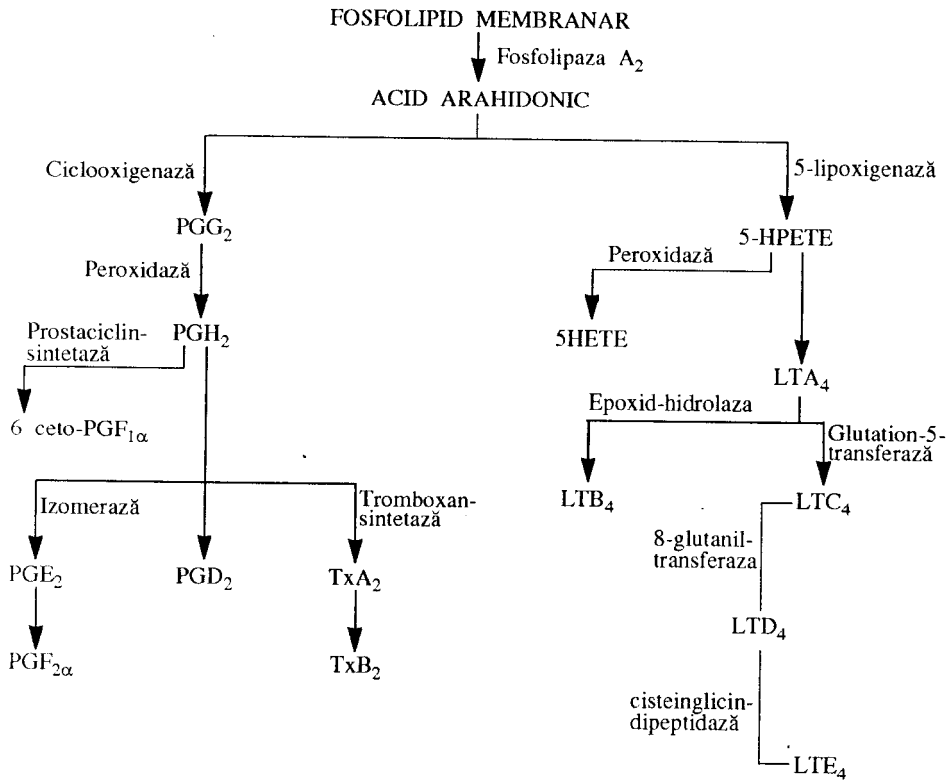 FOSFOLIPID MEMBRANAR
Fosfolipaza A₂
ACID ARAHIDONIC
Ciclooxigenază
5-lipoxigenază
PGG₂
5-HPETE
Peroxidază
Peroxidază
PGH₂
Prostaciclin-
sintetază
5HETE
LTA₄
6 ceto-PGF₁α
Epoxid-hidrolaza
Glutation-5-
transferază
Izomerază
Tromboxan-
sintetază
LTB₄
LTC₄
8-glutanil-
transferaza
PGE₂
PGD₂
TxA₂
LTD₄
PGF₂α
TxB₂
cisteinglicin-
dipeptidază
LTE₄